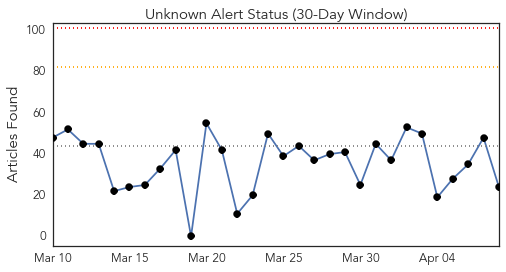 Unknown Alert Status (30-Day Window)
100
80
60
40
20
0
Articles Found
Mar 10 Mar 15 Mar 20 Mar 25 Mar 30 Apr 04